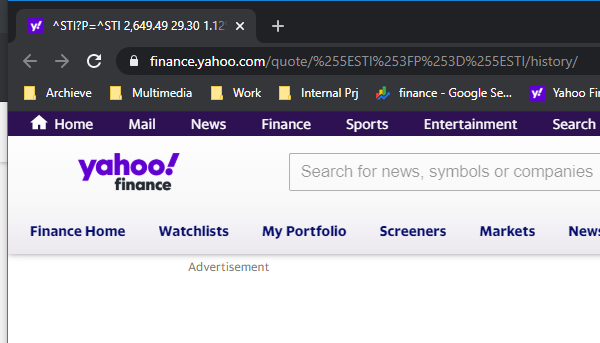 ^STI?P=^STI 2,649.49 29.30 1.12
finance.yahoo.com/quote/%255ESTI%253FP%253D%255ESTI/history/
Archieve Multimedia Work Internal Prj finance - Google Se... Yahoo Fi
Home Mail News Finance Sports Entertainment Search
yahoo!
finance
Search for news, symbols or companies
Finance Home Watchlists My Portfolio Screeners Markets News
Advertisement